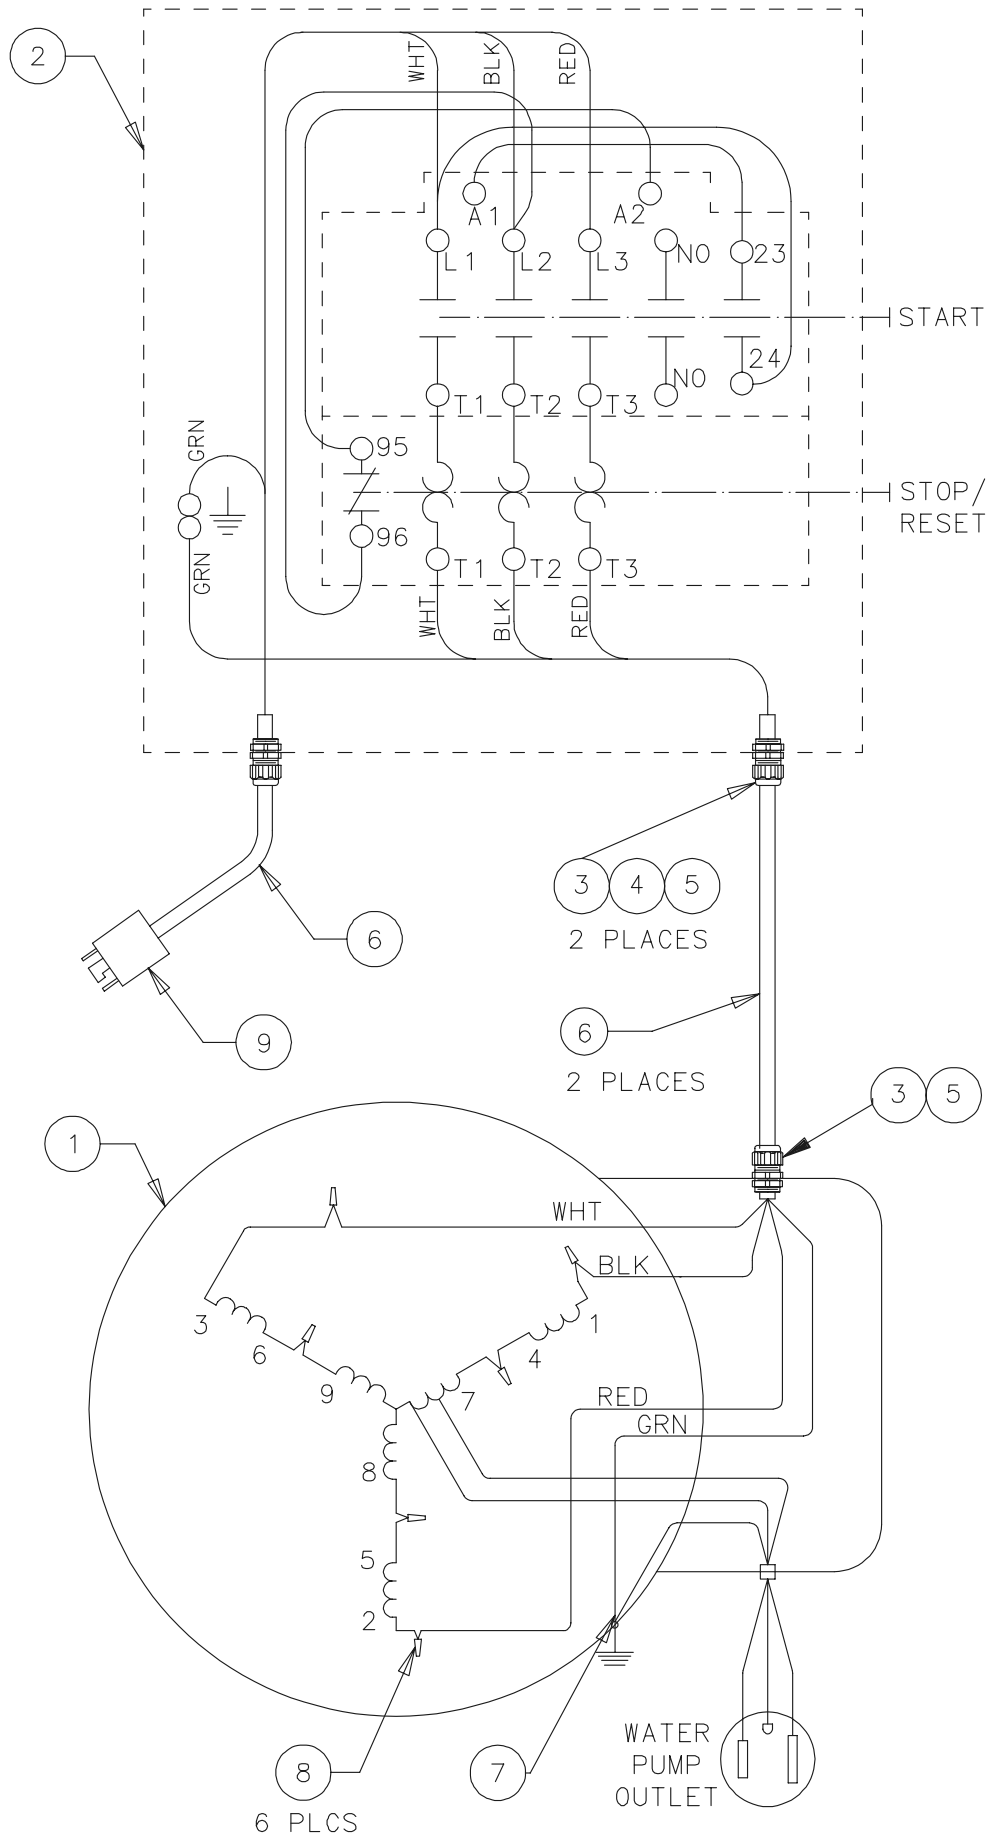 2
WHT
BLK
RED
A1
A2
L1
L2
L3
NO
23
START
24
T1
T2
T3
NO
GRN
95
STOP/
RESET
96
GRN
T1
T2
T3
WHT
BLK
RED
3
4
5
2 PLACES
6
9
6
2 PLACES
3
5
1
WHT
BLK
3
1
6
4
9
7
RED
GRN
8
5
2
8
6 PLCS
7
WATER
PUMP
OUTLET